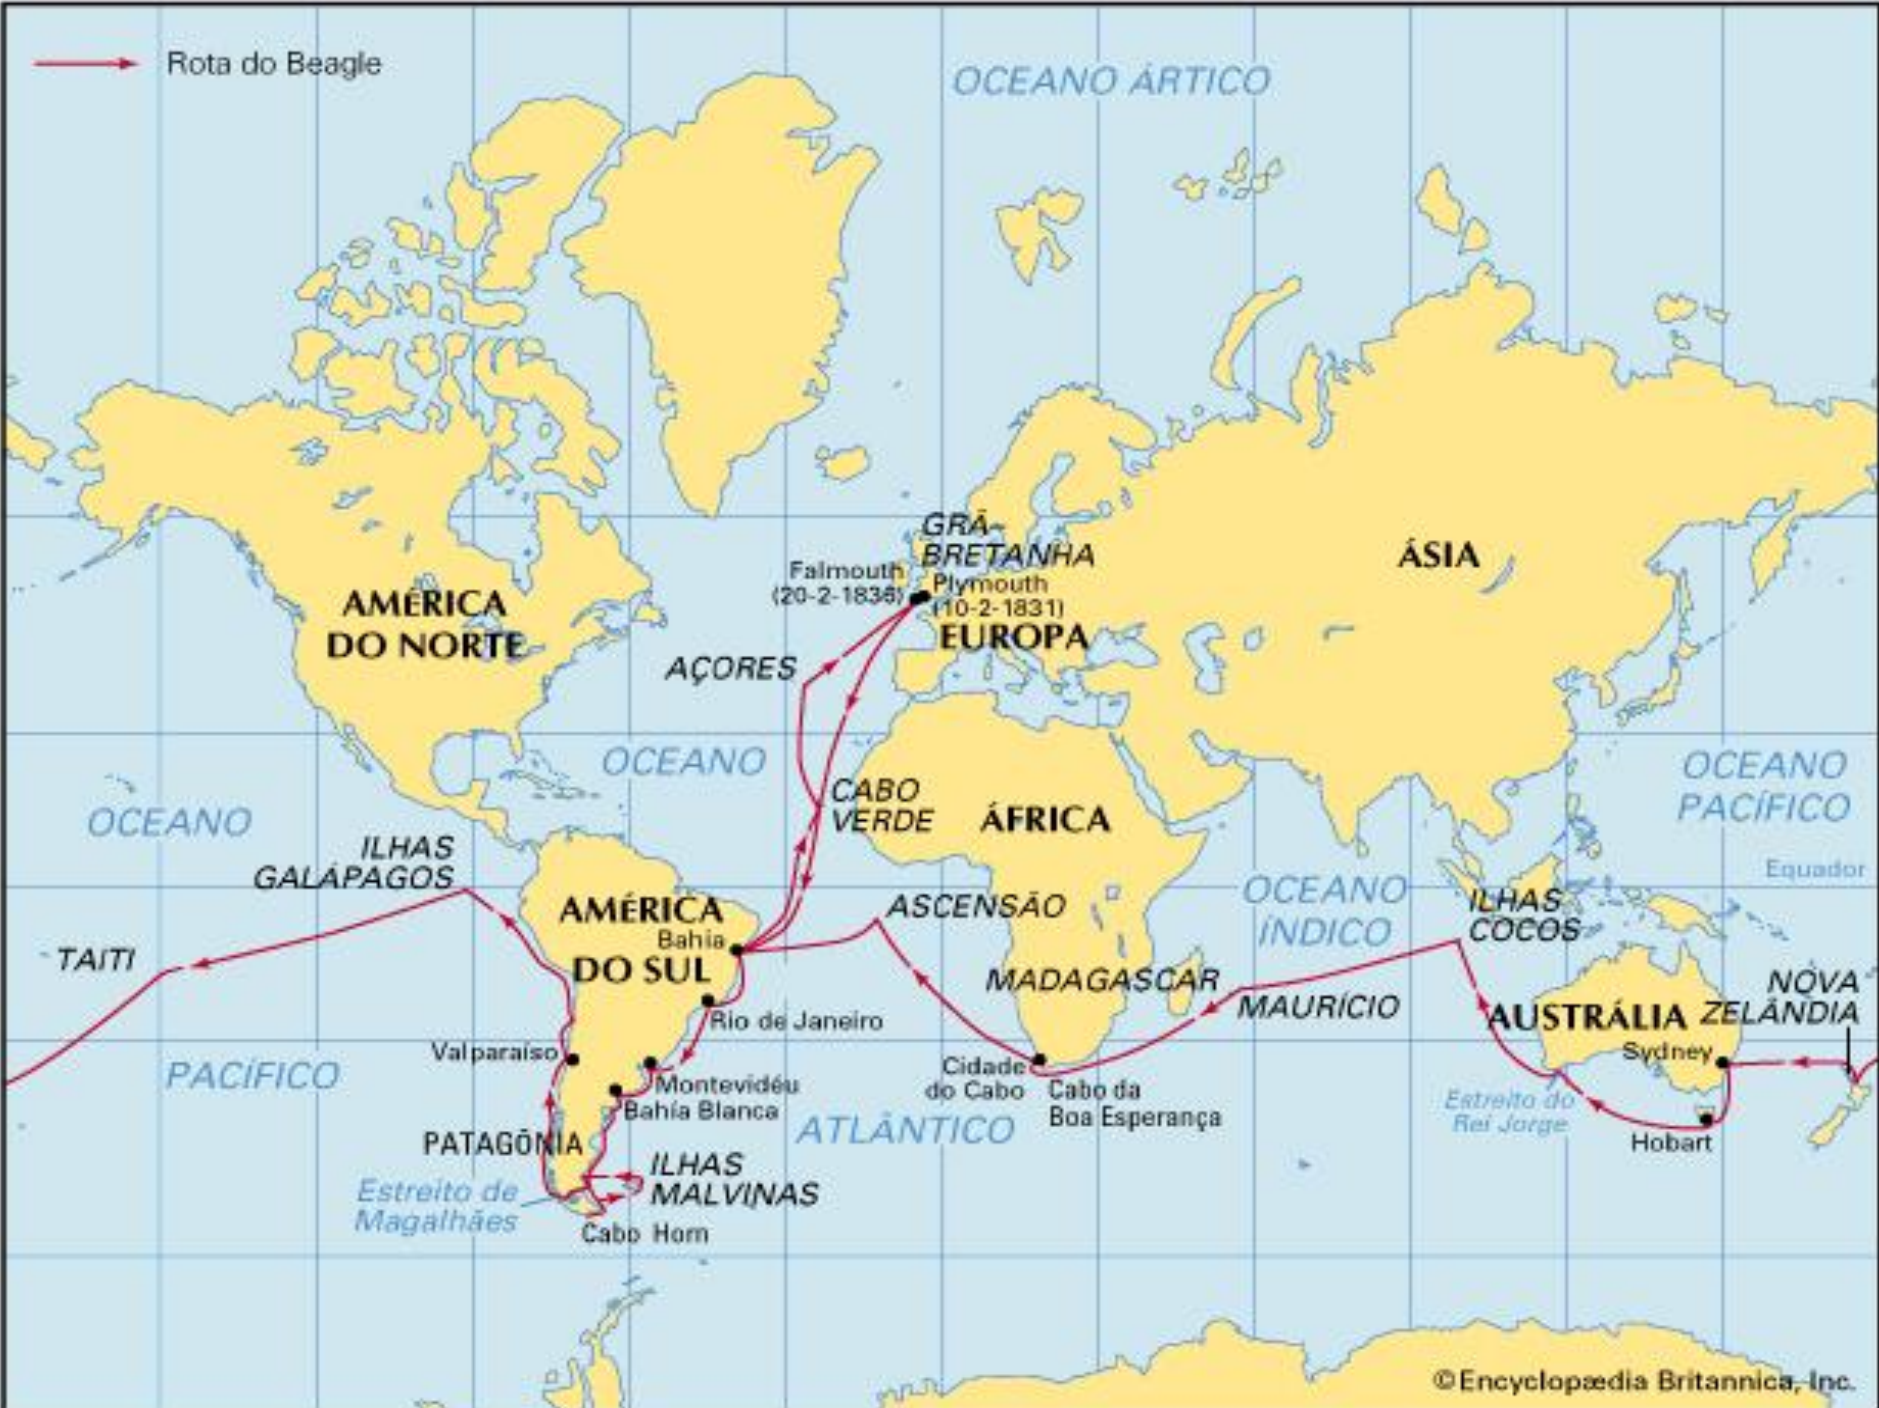 Rota do Beagle
OCEANO ÁRTICO
GRÃ-
BRETANHA
Falmouth
(20-2-1836)
Plymouth
(10-2-1831)
ÁSIA
AMÉRICA
DO NORTE
EUROPA
AÇORES
OCEANO
OCEANO
PACÍFICO
CABO
VERDE
ÁFRICA
OCEANO
ILHAS
GALÁPAGOS
Equador
OCEANO
ÍNDICO
ILHAS
COCOS
AMÉRICA
Bahia
DO SUL
ASCENSÃO
TAITI
MADAGASCAR
MAURÍCIO
NOVA
ZELÂNDIA
AUSTRÁLIA
Rio de Janeiro
Valparaíso
Sydney
PACÍFICO
Montevidéu
Bahía Blanca
Cidade
do Cabo
Cabo da
Boa Esperança
Estreito do
Rei Jorge
ATLÂNTICO
Hobart
PATAGÔNIA
ILHAS
MALVINAS
Estreito de
Magalhães
Cabo Horn
©Encyclopædia Britannica, Inc.